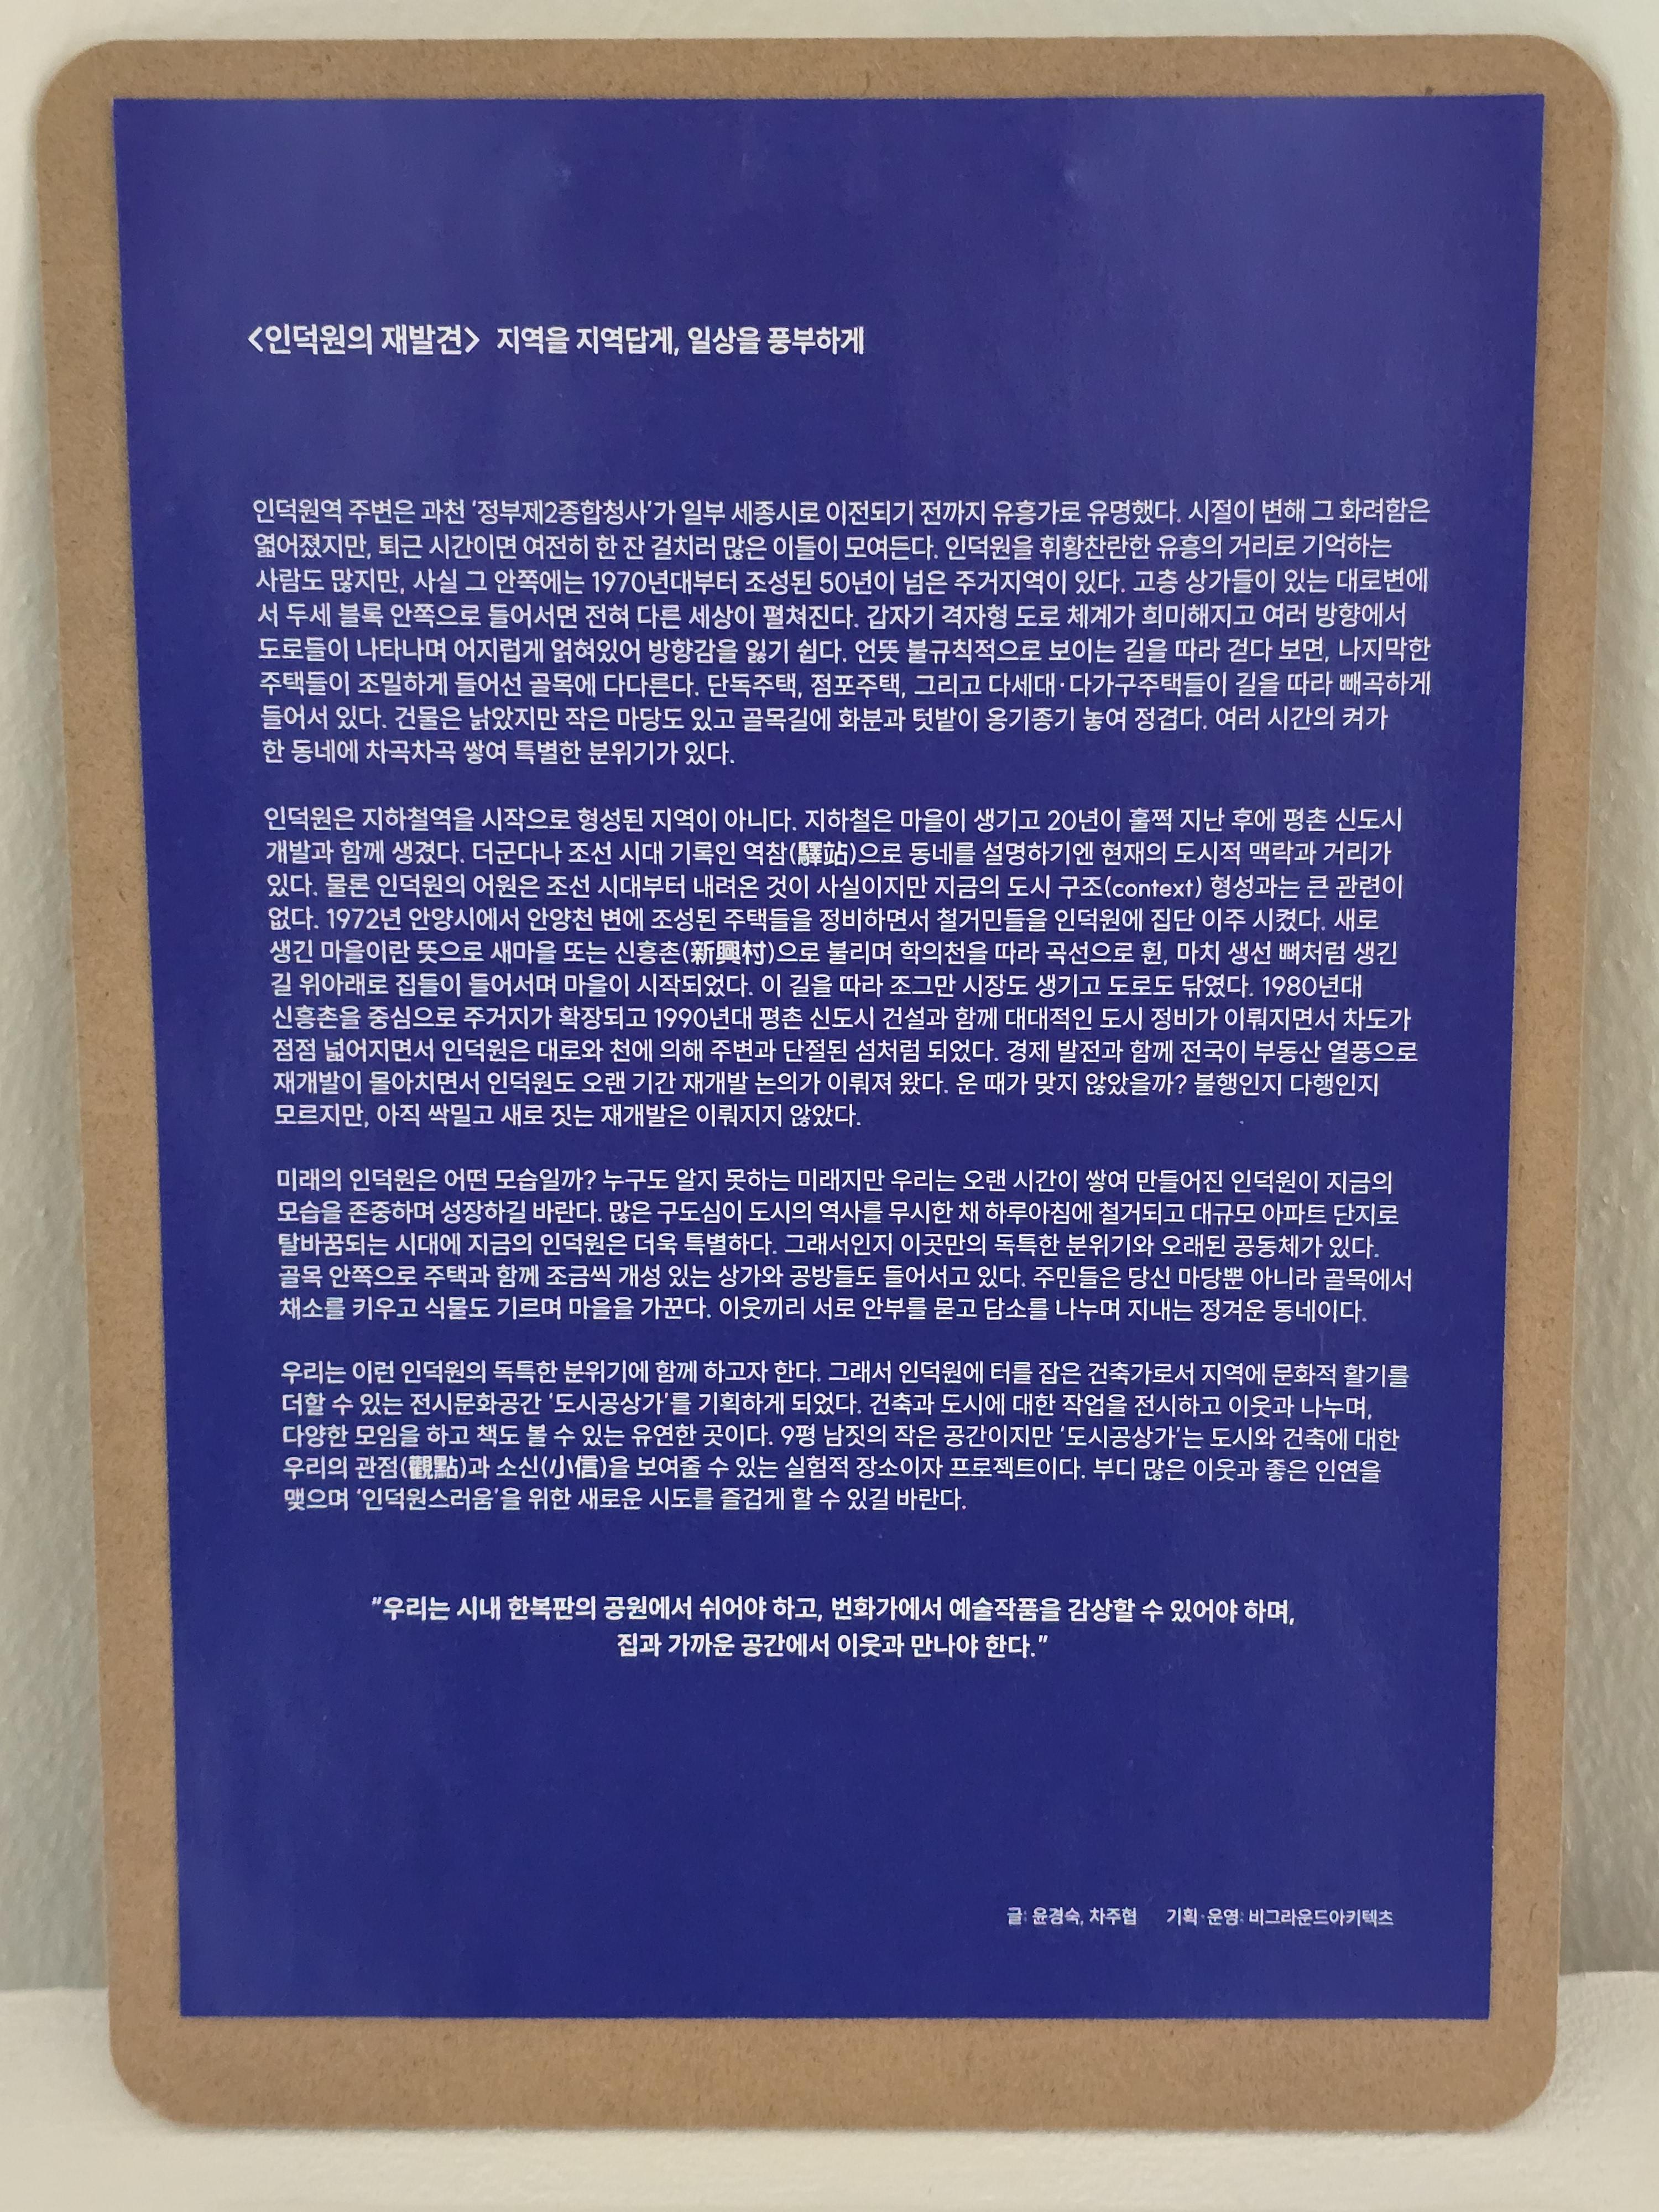 <인덕원의 재발견> 지역을 지역답게, 일상을 풍부하게
인덕원역 주변은 과천 ‘정부제2종합청사’가 일부 세종시로 이전되기 전까지 유흥가로 유명했다. 시절이 변해 그 화려함은
엷어졌지만, 퇴근 시간이면 여전히 한 잔 걸치러 많은 이들이 모여든다. 인덕원을 휘황찬란한 유흥의 거리로 기억하는
사람도 많지만, 사실 그 안쪽에는 1970년대부터 조성된 50년이 넘은 주거지역이 있다. 고층 상가들이 있는 대로변에
서 두세 블록 안쪽으로 들어서면 전혀 다른 세상이 펼쳐진다. 갑자기 격자형 도로 체계가 희미해지고 여러 방향에서
도로들이 나타나며 어지럽게 얽혀있어 방향감을 잃기 쉽다. 언뜻 불규칙적으로 보이는 길을 따라 걷다 보면, 나지막한
주택들이 조밀하게 들어선 골목에 다다른다. 단독주택, 점포주택, 그리고 다세대·다가구주택들이 길을 따라 빼곡하게
들어서 있다. 건물은 낡았지만 작은 마당도 있고 골목길에 화분과 텃밭이 옹기종기 놓여 정겹다. 여러 시간의 켜가
한 동네에 차곡차곡 쌓여 특별한 분위기가 있다.
인덕원은 지하철역을 시작으로 형성된 지역이 아니다. 지하철은 마을이 생기고 20년이 훌쩍 지난 후에 평촌 신도시
개발과 함께 생겼다. 더군다나 조선 시대 기록인 역참(驛站)으로 동네를 설명하기엔 현재의 도시적 맥락과 거리가
있다. 물론 인덕원의 어원은 조선 시대부터 내려온 것이 사실이지만 지금의 도시 구조(context) 형성과는 큰 관련이
없다. 1972년 안양시에서 안양천 변에 조성된 주택들을 정비하면서 철거민들을 인덕원에 집단 이주 시켰다. 새로
생긴 마을이란 뜻으로 새마을 또는 신흥촌(新興村)으로 불리며 학의천을 따라 곡선으로 휜, 마치 생선 뼈처럼 생긴
길 위아래로 집들이 들어서며 마을이 시작되었다. 이 길을 따라 조그만 시장도 생기고 도로도 닦였다. 1980년대
신흥촌을 중심으로 주거지가 확장되고 1990년대 평촌 신도시 건설과 함께 대대적인 도시 정비가 이뤄지면서 차도가
점점 넓어지면서 인덕원은 대로와 천에 의해 주변과 단절된 섬처럼 되었다. 경제 발전과 함께 전국이 부동산 열풍으로
재개발이 몰아치면서 인덕원도 오랜 기간 재개발 논의가 이뤄져 왔다. 운 때가 맞지 않았을까? 불행인지 다행인지
모르지만, 아직 싹밀고 새로 짓는 재개발은 이뤄지지 않았다.
미래의 인덕원은 어떤 모습일까? 누구도 알지 못하는 미래지만 우리는 오랜 시간이 쌓여 만들어진 인덕원이 지금의
모습을 존중하며 성장하길 바란다. 많은 구도심이 도시의 역사를 무시한 채 하루아침에 철거되고 대규모 아파트 단지로
탈바꿈되는 시대에 지금의 인덕원은 더욱 특별하다. 그래서인지 이곳만의 독특한 분위기와 오래된 공동체가 있다.
골목 안쪽으로 주택과 함께 조금씩 개성 있는 상가와 공방들도 들어서고 있다. 주민들은 당신 마당뿐 아니라 골목에서
채소를 키우고 식물도 기르며 마을을 가꾼다. 이웃끼리 서로 안부를 묻고 담소를 나누며 지내는 정겨운 동네이다.
우리는 이런 인덕원의 독특한 분위기에 함께 하고자 한다. 그래서 인덕원에 터를 잡은 건축가로서 지역에 문화적 활기를
더할 수 있는 전시문화공간 ‘도시공상가’를 기획하게 되었다. 건축과 도시에 대한 작업을 전시하고 이웃과 나누며,
다양한 모임을 하고 책도 볼 수 있는 유연한 곳이다. 9평 남짓의 작은 공간이지만 ‘도시공상가’는 도시와 건축에 대한
우리의 관점(觀點)과 소신(小信)을 보여줄 수 있는 실험적 장소이자 프로젝트이다. 부디 많은 이웃과 좋은 인연을
맺으며 ‘인덕원스러움’을 위한 새로운 시도를 즐겁게 할 수 있길 바란다.
“우리는 시내 한복판의 공원에서 쉬어야 하고, 번화가에서 예술작품을 감상할 수 있어야 하며,
집과 가까운 공간에서 이웃과 만나야 한다.”
글: 윤경숙, 차주협 기획·운영: 비그라운드아키텍츠